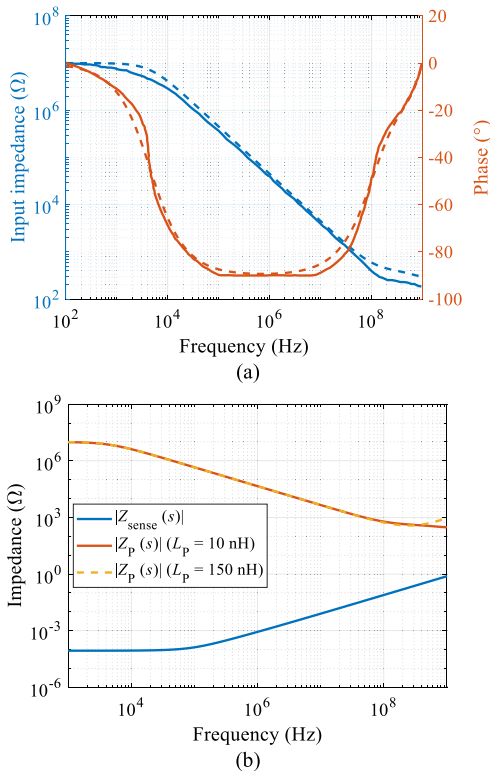 10^8
10^6
10^4
10^2
Input impedance (Ω)
20
0
-20
-40
-60
-80
-100
Phase (°)
10^2
10^4
10^6
10^8
Frequency (Hz)
(a)
10^9
10^6
10^3
10^0
10^-3
10^-6
Impedance (Ω)
|Z_sense (s)|
|Z_P (s)| (L_P = 10 nH)
|Z_P (s)| (L_P = 150 nH)
10^4
10^6
10^8
Frequency (Hz)
(b)